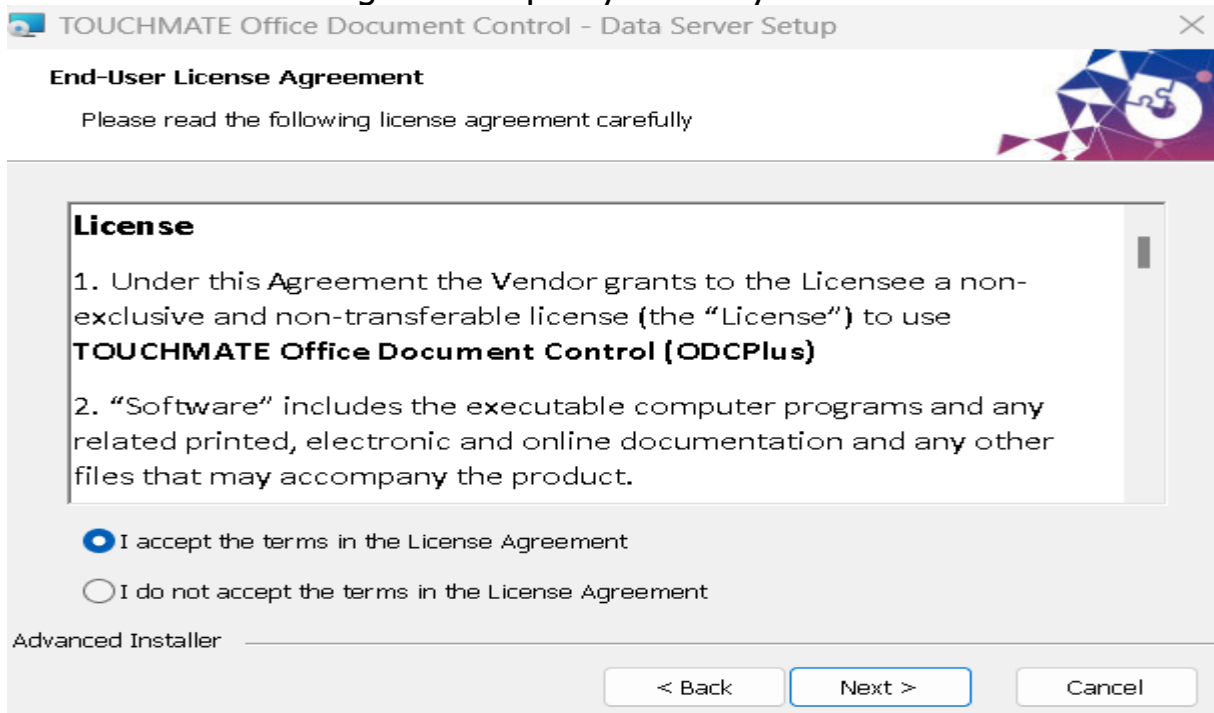 TOUCHMATE Office Document Control - Data Server Setup
End-User License Agreement
Please read the following license agreement carefully
License
1. Under this Agreement the Vendor grants to the Licensee a non-
exclusive and non-transferable license (the “License”) to use
TOUCHMATE Office Document Control (ODCPlus)
2. “Software” includes the executable computer programs and any
related printed, electronic and online documentation and any other
files that may accompany the product.
I accept the terms in the License Agreement
I do not accept the terms in the License Agreement
Advanced Installer
< Back
Next >
Cancel